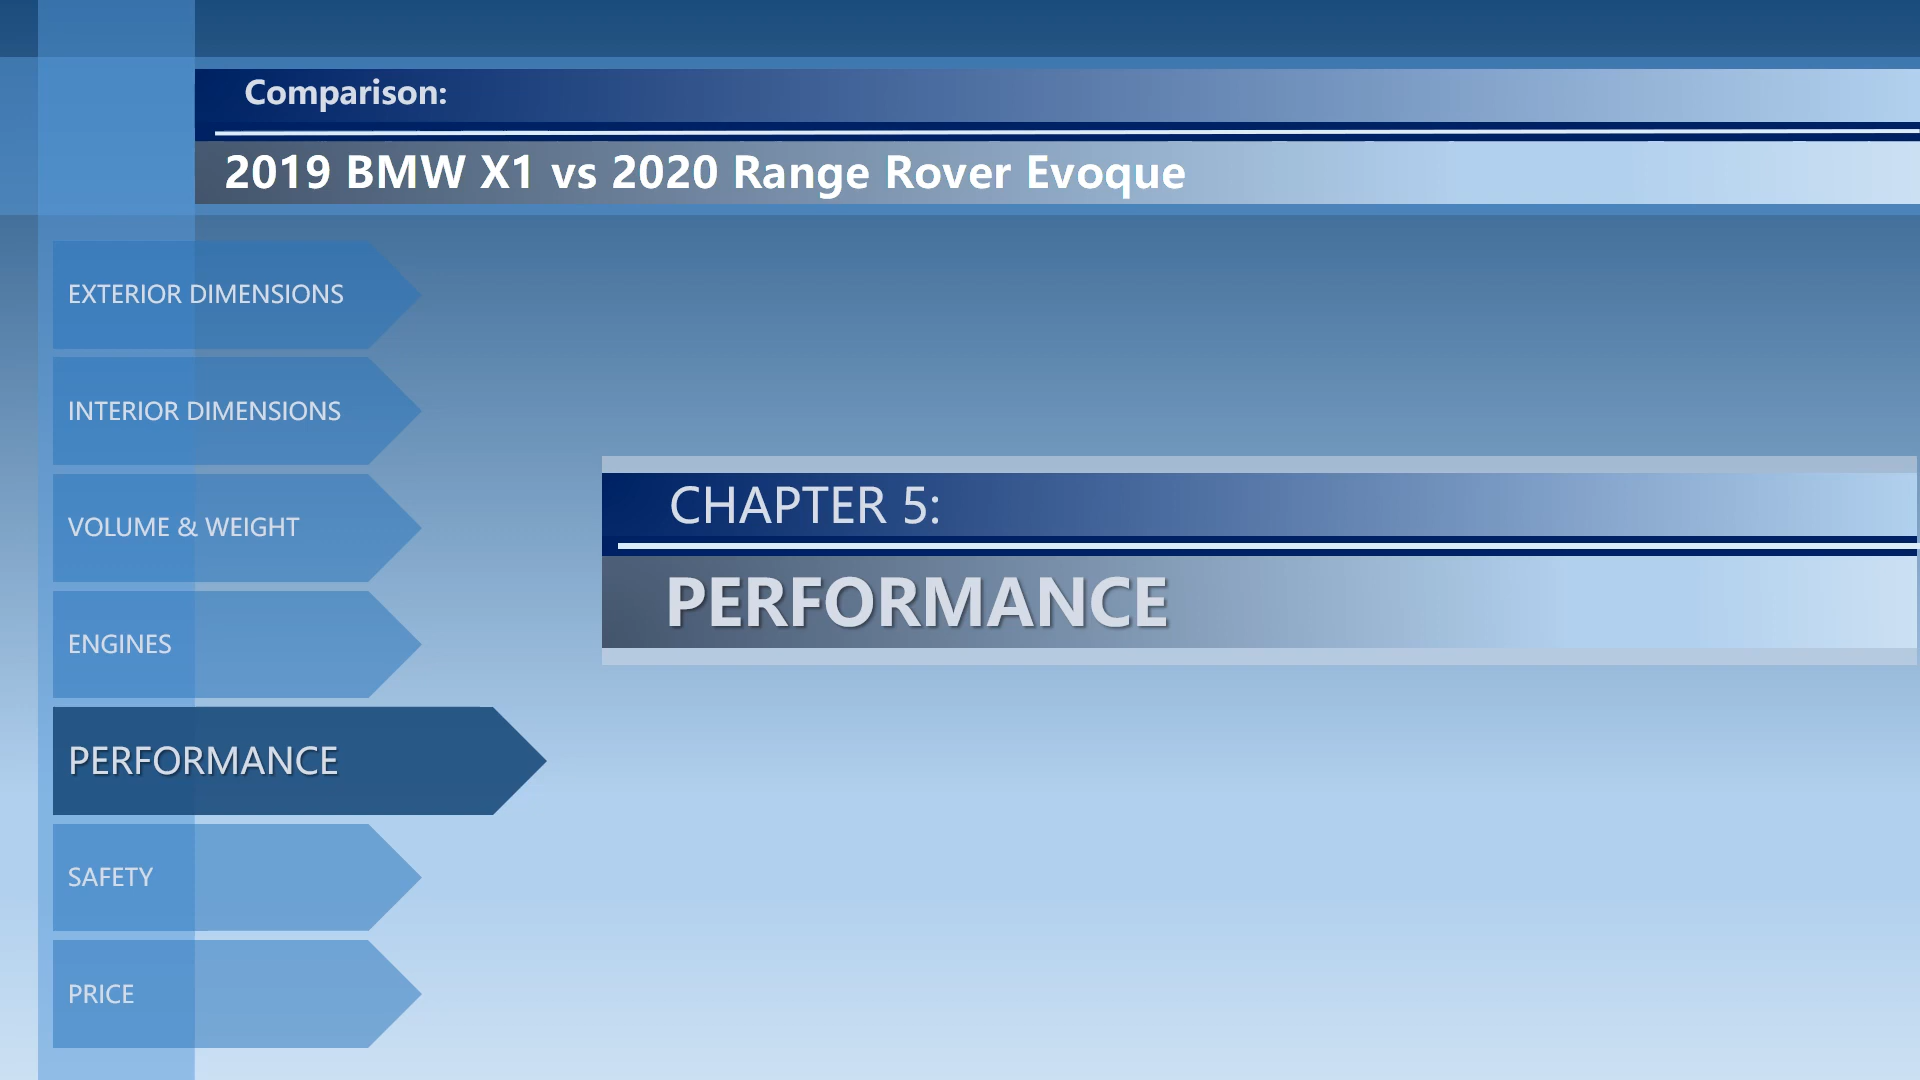 Comparison:
2019 BMW X1 vs 2020 Range Rover Evoque
EXTERIOR DIMENSIONS
INTERIOR DIMENSIONS
VOLUME & WEIGHT
ENGINES
PERFORMANCE
SAFETY
PRICE
CHAPTER 5:
PERFORMANCE